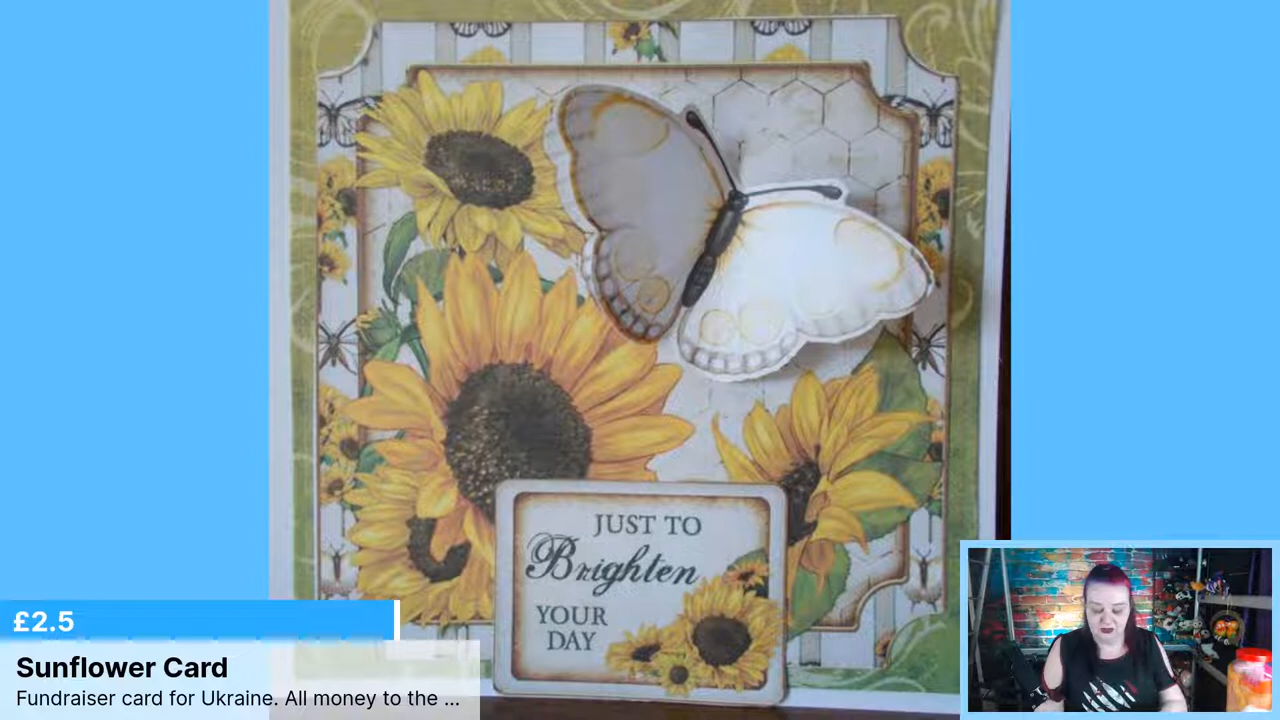 JUST TO
Brighten
YOUR
DAY
£2.5
Sunflower Card
Fundraiser card for Ukraine. All money to the ...